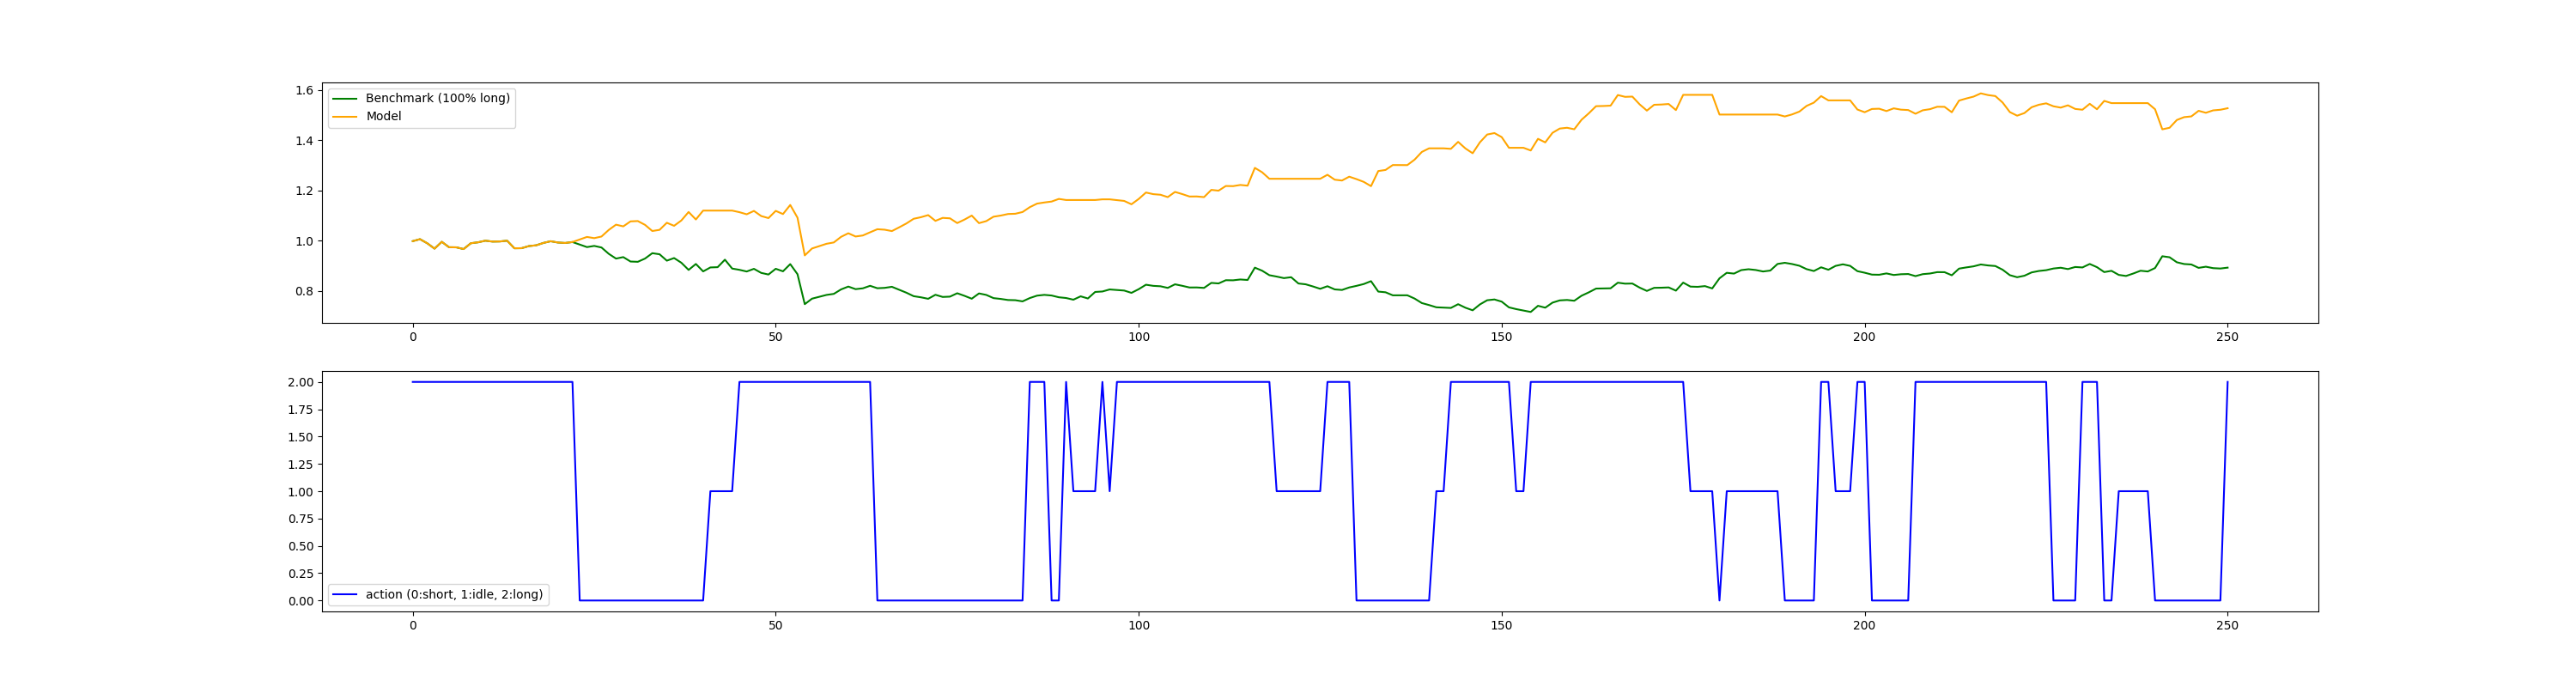 Benchmark (100% long)
Model
1.6
1.4
1.2
1.0
0.8
0 50 100 150 200 250
2.00
1.75
1.50
1.25
1.00
0.75
0.50
0.25
0.00
action (0:short, 1:idle, 2:long)
0 50 100 150 200 250